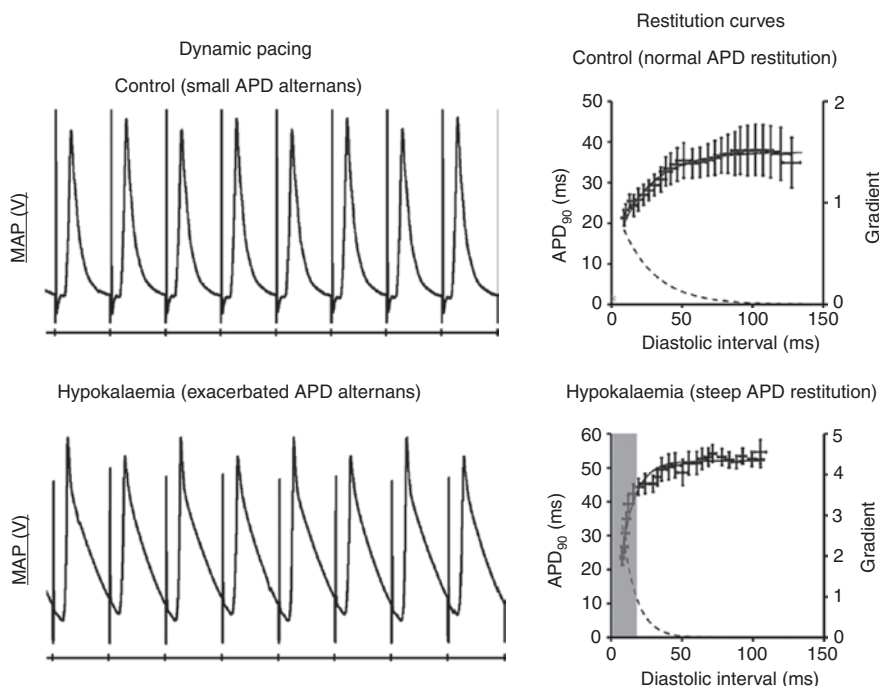 Dynamic pacing
Control (small APD alternans)
MAP (V)
Restitution curves
Control (normal APD restitution)
50
40
30
20
10
0
APD90 (ms)
2
1
0
Gradient
0
50
100
150
Diastolic interval (ms)
Hypokalaemia (exacerbated APD alternans)
MAP (V)
Hypokalaemia (steep APD restitution)
60
50
40
30
20
10
0
APD90 (ms)
5
4
3
2
1
0
Gradient
0
50
100
150
Diastolic interval (ms)